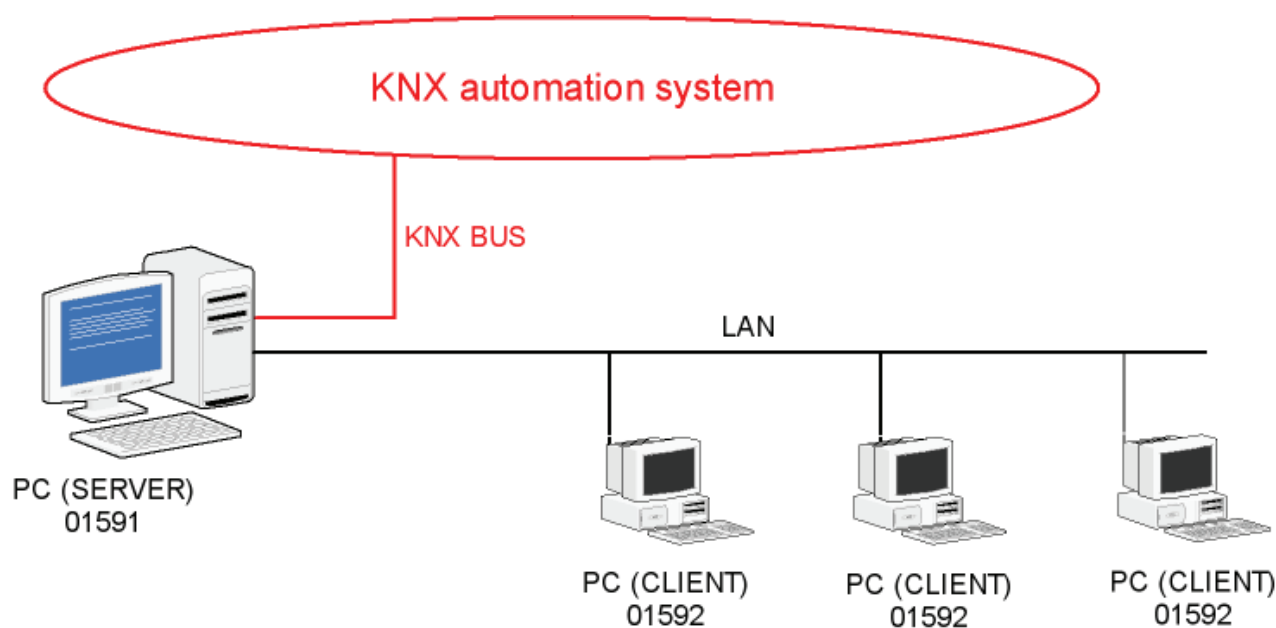 KNX automation system
KNX BUS
LAN
PC (SERVER)
01591
PC (CLIENT)
01592
PC (CLIENT)
01592
PC (CLIENT)
01592